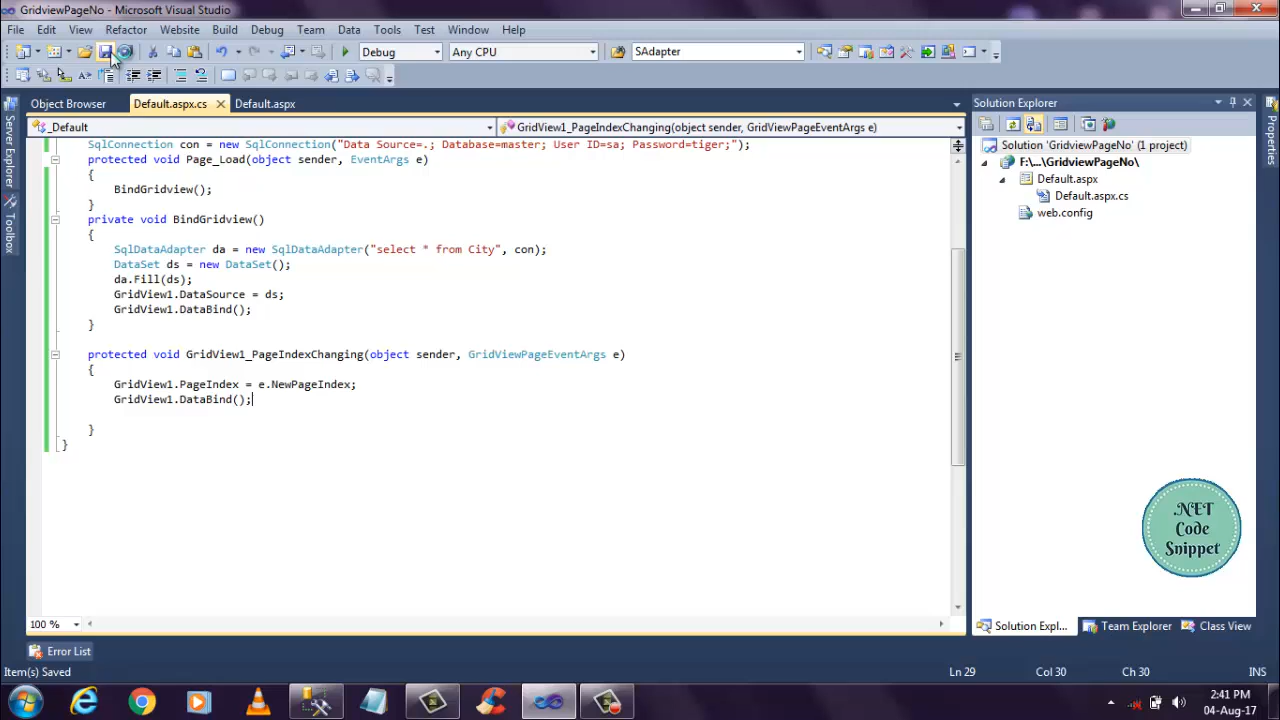 GridviewPageNo - Microsoft Visual Studio
File Edit View Refactor Website Build Debug Team Data Tools Test Window Help
Debug Any CPU SAdapter
Object Browser Default.aspx.cs Default.aspx
_Default GridView1_PageIndexChanging(object sender, GridViewPageEventArgs e)
SqlConnection con = new SqlConnection("Data Source=.; Database=master; User ID=sa; Password=tiger;");
protected void Page_Load(object sender, EventArgs e)
{
BindGridview();
}
private void BindGridview()
{
SqlDataAdapter da = new SqlDataAdapter("select * from City", con);
DataSet ds = new DataSet();
da.Fill(ds);
GridView1.DataSource = ds;
GridView1.DataBind();
}
protected void GridView1_PageIndexChanging(object sender, GridViewPageEventArgs e)
{
GridView1.PageIndex = e.NewPageIndex;
GridView1.DataBind();
}
}
100 %
Error List
Item(s) Saved Ln 29 Col 30 Ch 30 INS
Server Explorer
Toolbox
Solution Explorer
Solution 'GridviewPageNo' (1 project)
F:\...\GridviewPageNo\
Default.aspx
Default.aspx.cs
web.config
Properties
.NET
Code
Snippet
Solution Expl... Team Explorer Class View
2:41 PM
04-Aug-17